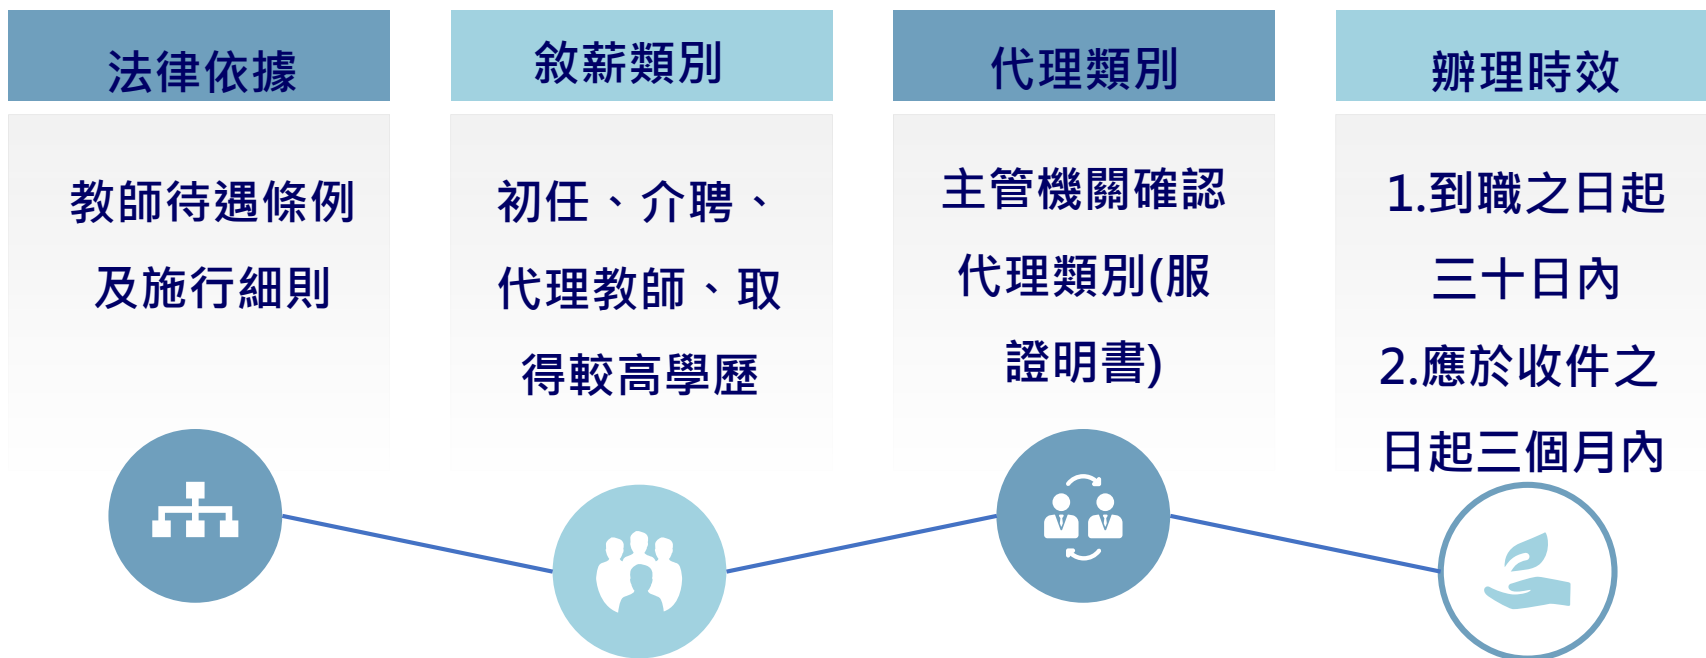 法律依據
教師待遇條例
及施行細則
敘薪類別
初任、介聘、
代理教師、取
得較高學歷
代理類別
主管機關確認
代理類別(服
證明書)
辦理時效
1.到職之日起
三十日內
2.應於收件之
日起三個月內